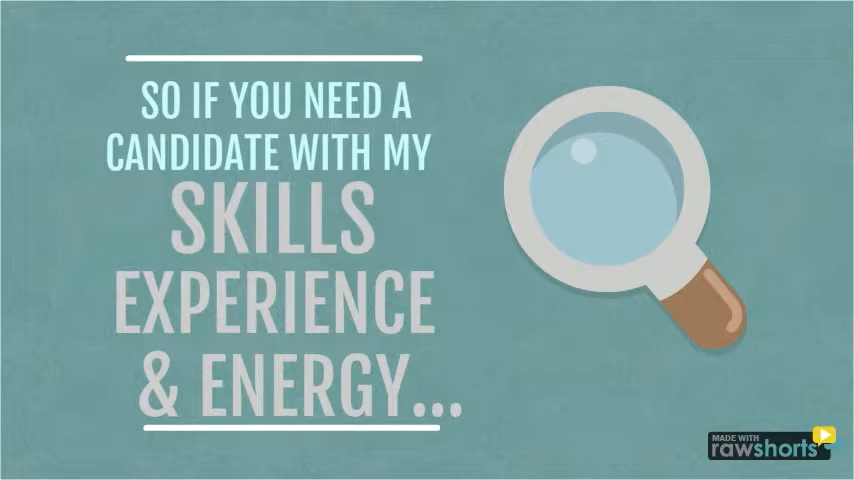 SO IF YOU NEED A
CANDIDATE WITH MY
SKILLS
EXPERIENCE
& ENERGY...
MADE WITH
rawshorts